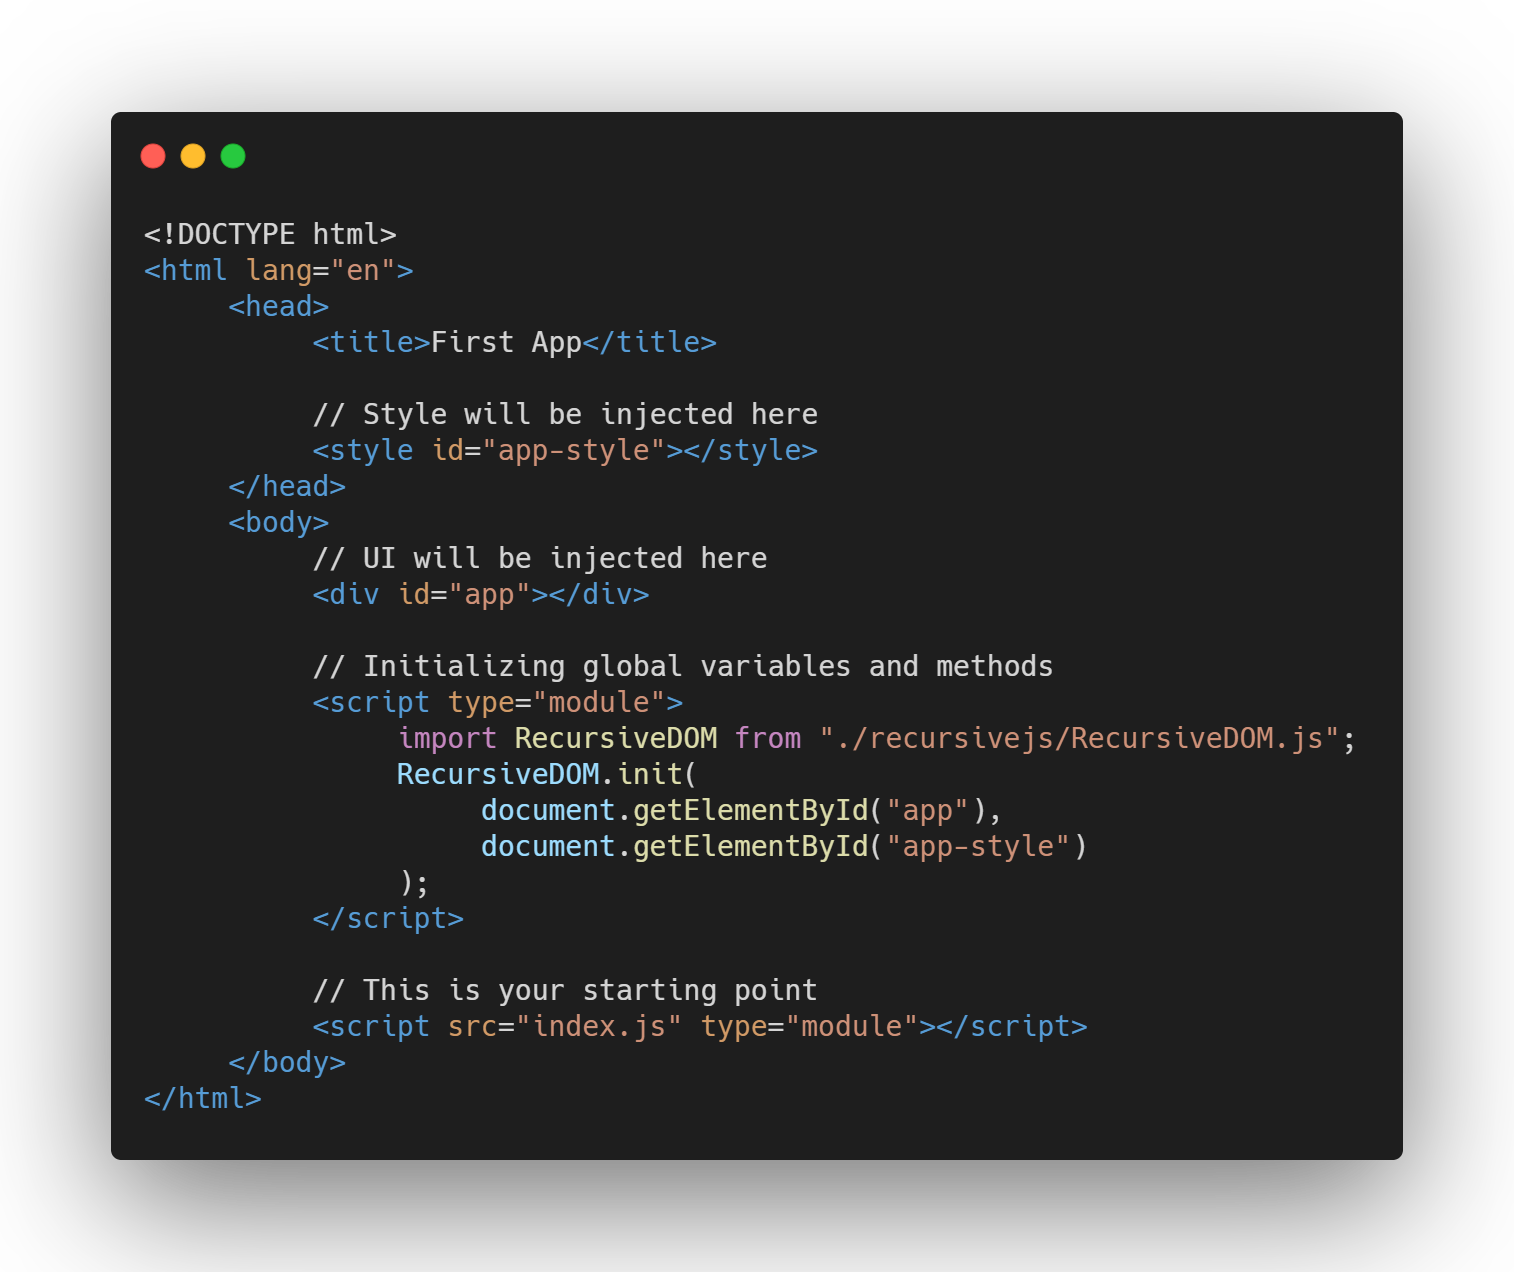 <!DOCTYPE html>
<html lang="en">
     <head>
          <title>First App</title>

          // Style will be injected here
          <style id="app-style"></style>
     </head>
     <body>
          // UI will be injected here
          <div id="app"></div>

          // Initializing global variables and methods
          <script type="module">
               import RecursiveDOM from "./recursivejs/RecursiveDOM.js";
               RecursiveDOM.init(
                    document.getElementById("app"),
                    document.getElementById("app-style")
               );
          </script>

          // This is your starting point
          <script src="index.js" type="module"></script>
     </body>
</html>